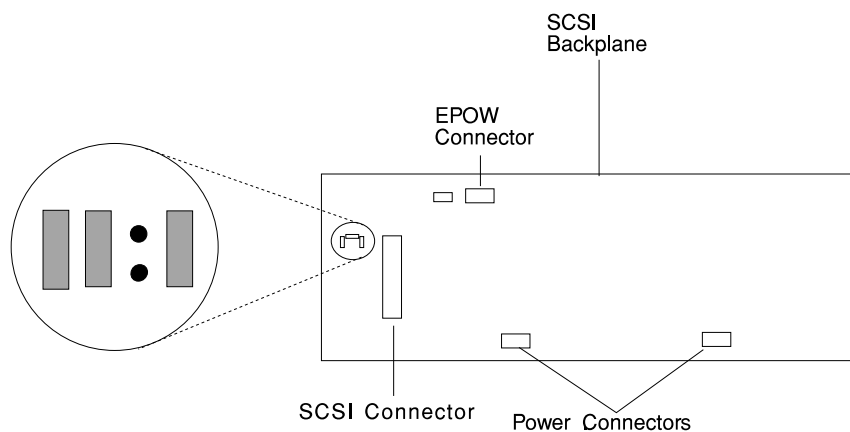 SCSI
Backplane
EPOW
Connector
SCSI Connector
Power Connectors